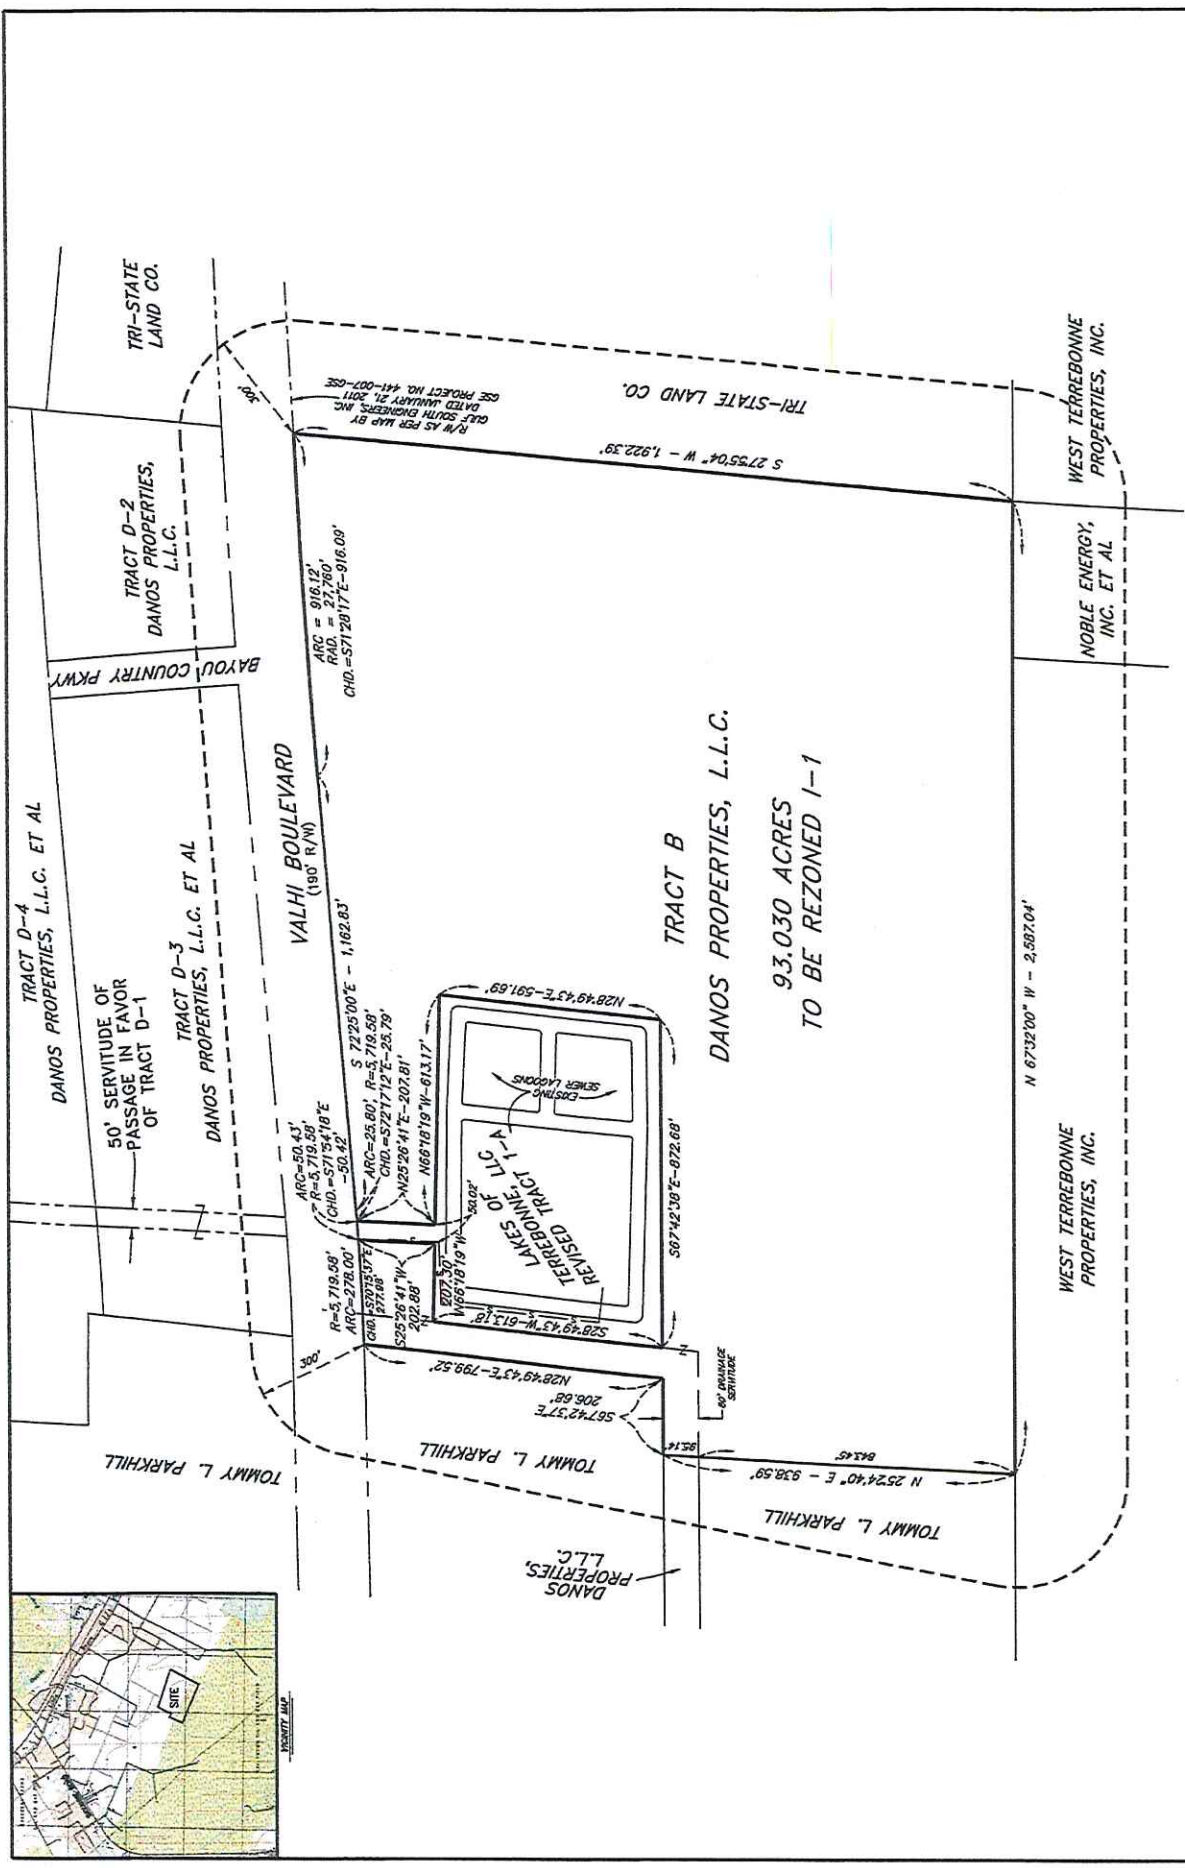 TRACT D-4
DANOS PROPERTIES, L.L.C. ET AL
50' SERVITUDE OF
PASSAGE IN FAVOR
OF TRACT D-1
TRACT D-3
DANOS PROPERTIES, L.L.C. ET AL
BAYOU COUNTRY PKWY
TRACT D-2
DANOS PROPERTIES,
L.L.C.
TRI-STATE
LAND CO.
300'
VALHI BOULEVARD
(190' R/W)
300'
R/W AS PER MAP BY
GULF SOUTH ENGINEERS, INC.
DATED JANUARY 21, 2011
GSE PROJECT NO. 441-007-GSE
ARC = 916.12'
RAD. = 27,760'
CHD.=S71°28'17"E-916.09'
S 72°25'00"E - 1,162.83'
ARC=25.80', R=5,719.58'
CHD.=S72°17'12"E-25.79'
N25°26'41"E-207.81'
N66°18'19"W-613.17'
ARC=50.43'
R=5,719.58'
CHD.=S71°54'18"E
-50.42'
R=5,719.58'
ARC=278.00'
CHD.=S70°15'37"E
277.98'
S25°26'41"W
202.88'
207.30'
N66°18'19"W
50.02'
LAKES OF
TERREBONNE, LLC
REVISED TRACT 1-A
EXISTING
SEWER LAGOONS
N28°49'43"E-591.69'
S28°49'43"W-613.18'
S67°42'38"E-872.68'
N28°49'43"E-799.52'
S67°42'37"E
206.68'
60' DRAINAGE
SERVITUDE
95.14'
843.45'
N 25°24'40" E - 938.59'
TOMMY L. PARKHILL
TOMMY L. PARKHILL
TOMMY L. PARKHILL
DANOS
PROPERTIES,
L.L.C.
TRACT B
DANOS PROPERTIES, L.L.C.
93.030 ACRES
TO BE REZONED I-1
S 27°55'04" W - 1,922.39'
TRI-STATE LAND CO.
N 67°32'00" W - 2,587.04'
WEST TERREBONNE
PROPERTIES, INC.
NOBLE ENERGY,
INC. ET AL
WEST TERREBONNE
PROPERTIES, INC.
SITE
VICINITY MAP